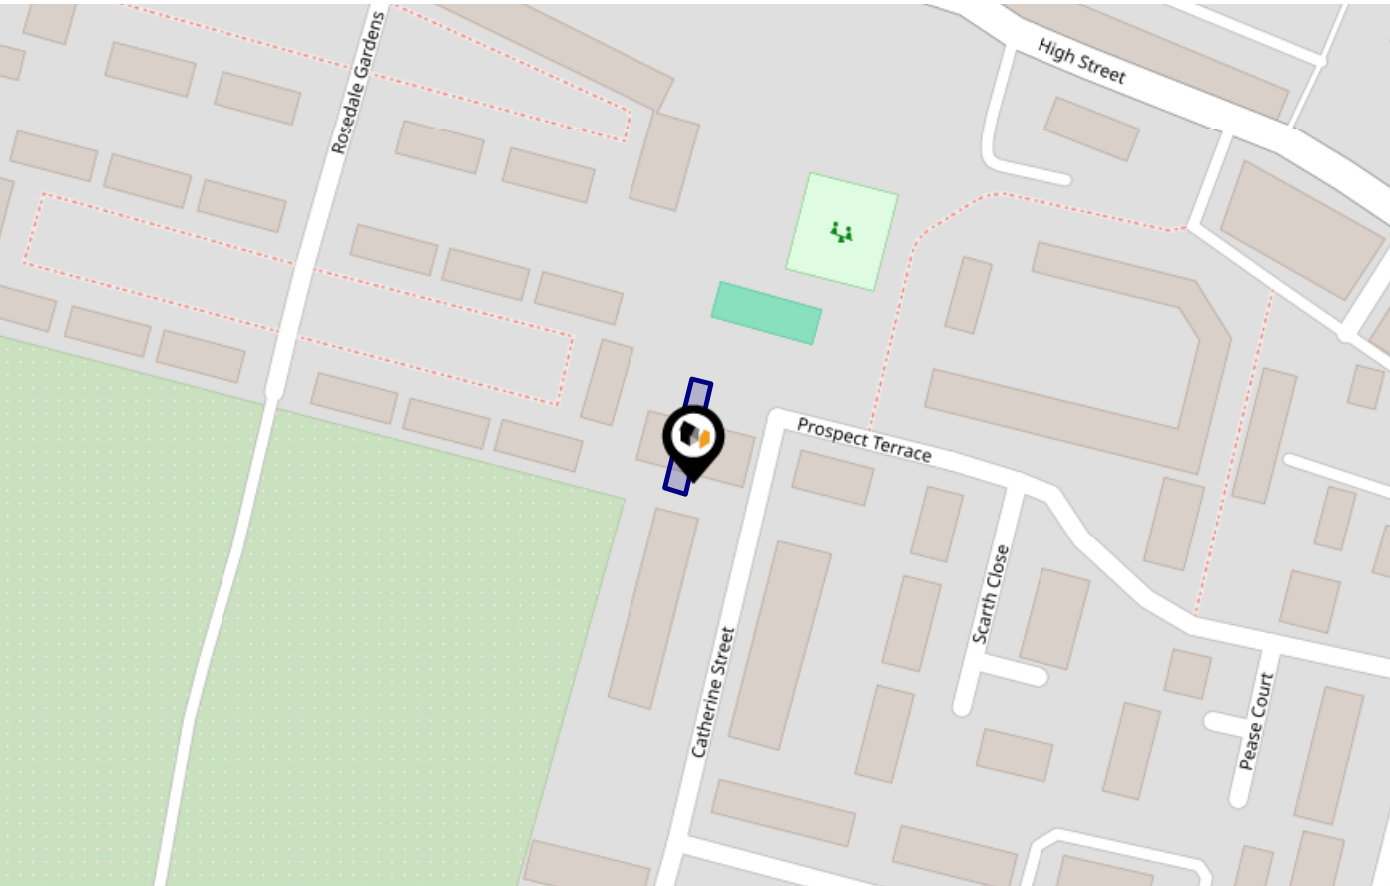 High Street
Rosedale Gardens
Prospect Terrace
Scarth Close
Catherine Street
Pease Court